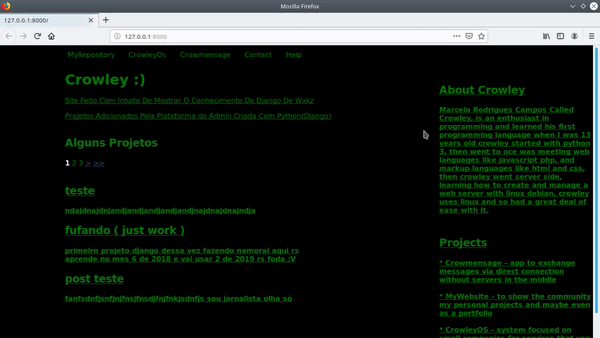 Mozilla Firefox
127.0.0.1:8000/
127.0.0.1:8000
MyRepository CrowleyOs Crowmensage Contact Help
Crowley :)
Site Feito Com Intuito De Mostrar O Conhecimento De Django De Wxkz
Projetos Adicionados Pela Plataforma do Admin Criada Com Python(Django)
Alguns Projetos
1 2 3 > >>
teste
ndajdnajdnjandjandjandjandjandjnajdnajdnajndja
fufando ( just work )
primeiro projeto django dessa vez fazendo namoral aqui rs
aprende no mes 6 de 2018 e vai usar 2 de 2019 rs foda :V
post teste
fanfsdnfjsnfjnjfnsjfnsdjfnjfnkjsdnfjs sou jornalista olha só
About Crowley
Marcelo Rodrigues Campos Called
Crowley, is an enthusiast in
programming and learned his first
programming language when I was 13
years old crowley started with python
3, then went to oce was meeting web
languages like javascript php, and
markup languages like html and css,
then crowley went server side,
learning how to create and manage a
web server with linux debian, crowley
uses linux and so had a great deal of
ease with it.
Projects
* Crowmensage - app to exchange
messages via direct connection
without servers in the middle
* MyWebsite - to show the community
my personal projects and maybe even
as a portfolio
* CrowleyOS - system focused on